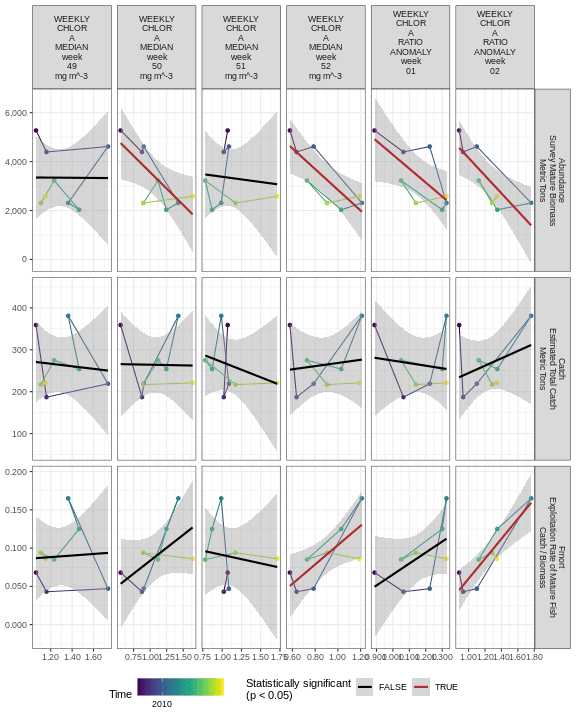 WEEKLY
CHLOR
A
MEDIAN
week
49
mg m^-3
WEEKLY
CHLOR
A
MEDIAN
week
50
mg m^-3
WEEKLY
CHLOR
A
MEDIAN
week
51
mg m^-3
WEEKLY
CHLOR
A
MEDIAN
week
52
mg m^-3
WEEKLY
CHLOR
A
RATIO
ANOMALY
week
01
WEEKLY
CHLOR
A
RATIO
ANOMALY
week
02
6,000
4,000
2,000
0
Abundance
Survey Mature Biomass
Metric Tons
400
300
200
100
Catch
Estimated Total Catch
Metric Tons
0.200
0.150
0.100
0.050
0.000
Fmort
Exploitation Rate of Mature Fish
Catch / Biomass
1.20 1.40 1.60
0.75 1.00 1.25 1.50
0.75 1.00 1.25 1.50 1.75
0.60 0.80 1.00 1.20
0.900 1.000 1.100 1.200 1.300
1.00 1.20 1.40 1.60 1.80
Time
2010
Statistically significant
(p < 0.05)
FALSE
TRUE